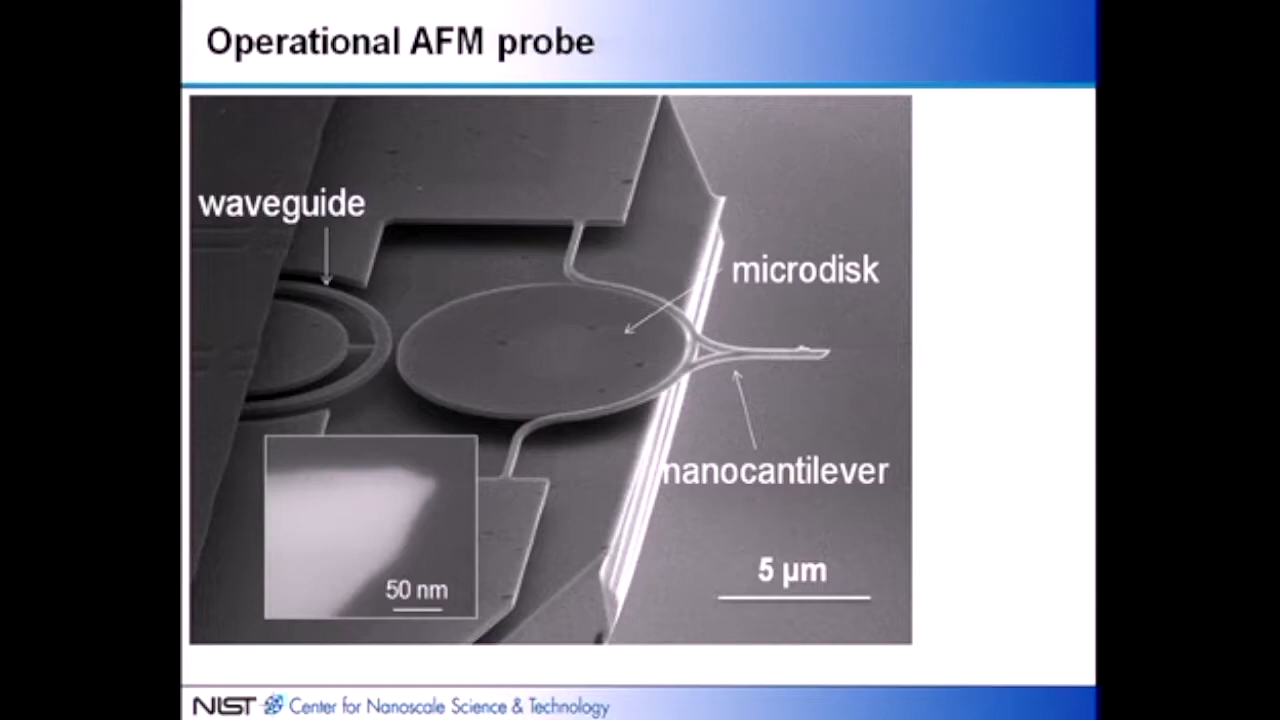 Operational AFM probe
waveguide
microdisk
nanocantilever
5 µm
50 nm
NIST Center for Nanoscale Science & Technology